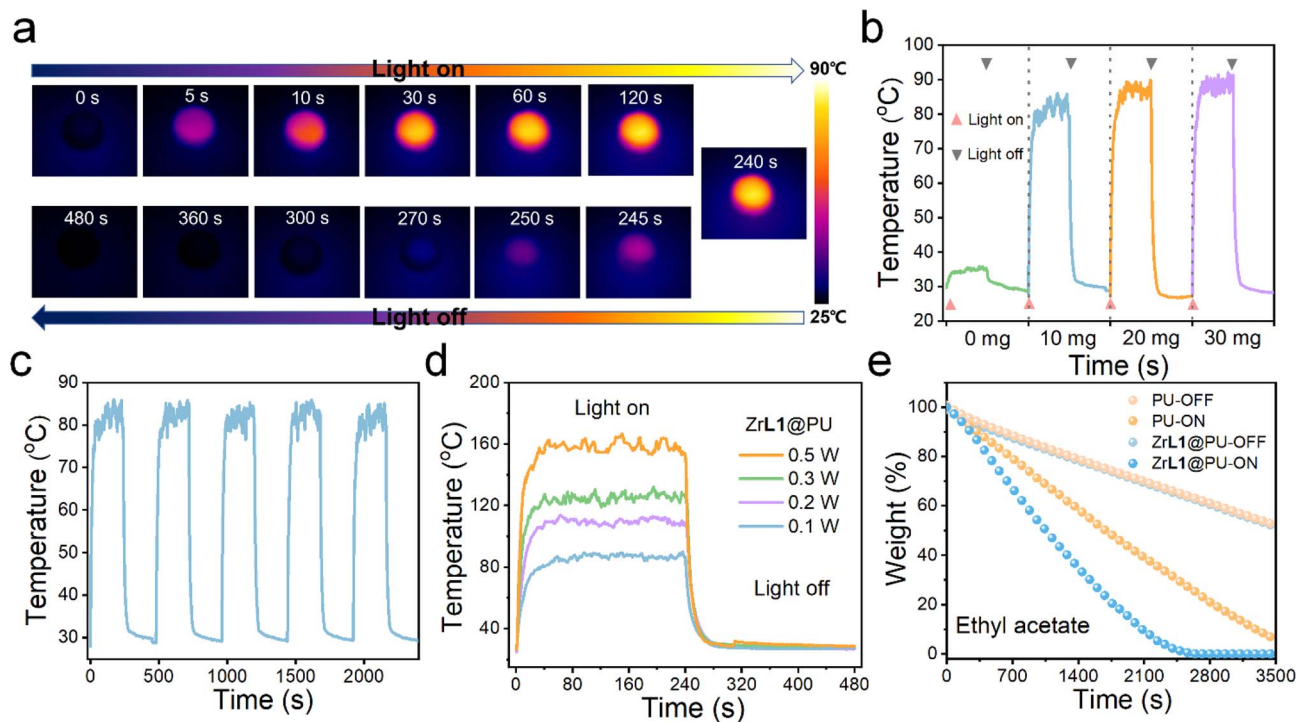 a
Light on
90℃
0 s
5 s
10 s
30 s
60 s
120 s
240 s
480 s
360 s
300 s
270 s
250 s
245 s
Light off
25℃
b
Temperature (°C)
100
90
80
70
60
50
40
30
20
Light on
Light off
0 mg
10 mg
20 mg
30 mg
Time (s)
c
Temperature (°C)
90
80
70
60
50
40
30
0
500
1000
1500
2000
Time (s)
d
Temperature (°C)
200
160
120
80
40
Light on
ZrL1@PU
0.5 W
0.3 W
0.2 W
0.1 W
Light off
0
80
160
240
320
400
480
Time (s)
e
Weight (%)
100
80
60
40
20
0
PU-OFF
PU-ON
ZrL1@PU-OFF
ZrL1@PU-ON
Ethyl acetate
0
700
1400
2100
2800
3500
Time (s)